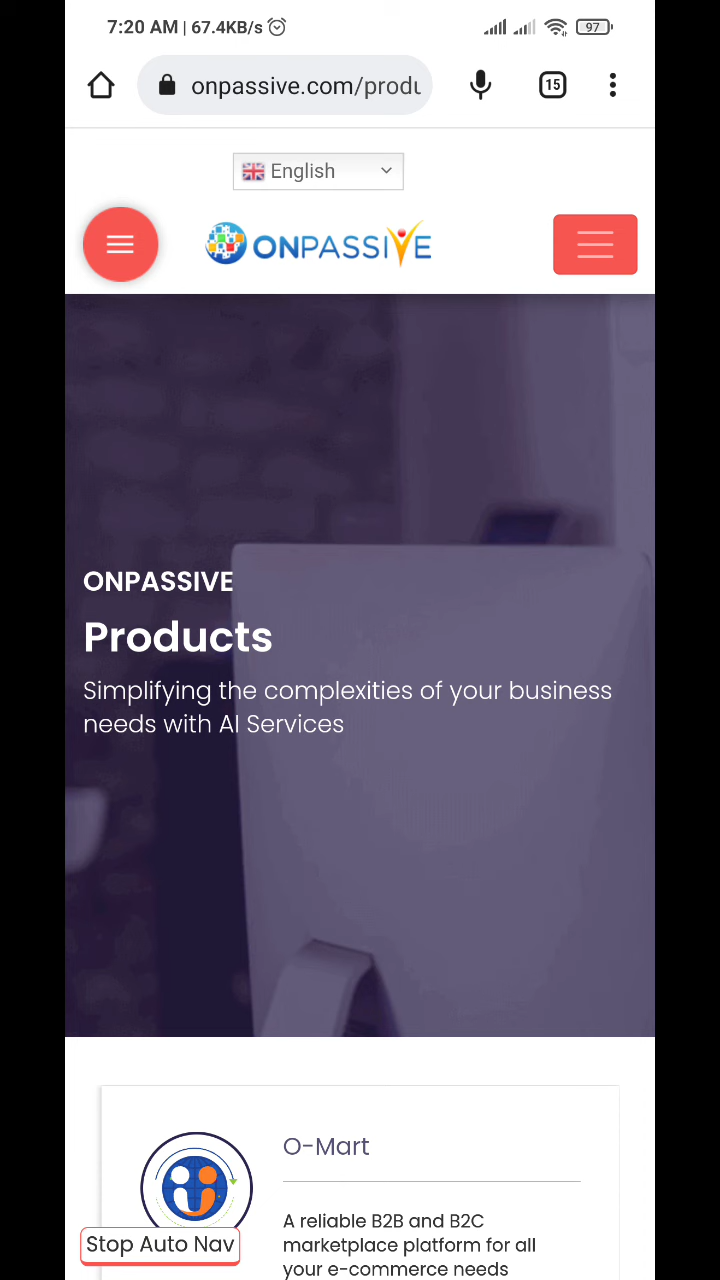 7:20 AM | 67.4KB/s
97
onpassive.com/produ
15
English
ONPASSIVE
ONPASSIVE
Products
Simplifying the complexities of your business
needs with AI Services
O-Mart
A reliable B2B and B2C
marketplace platform for all
your e-commerce needs
Stop Auto Nav